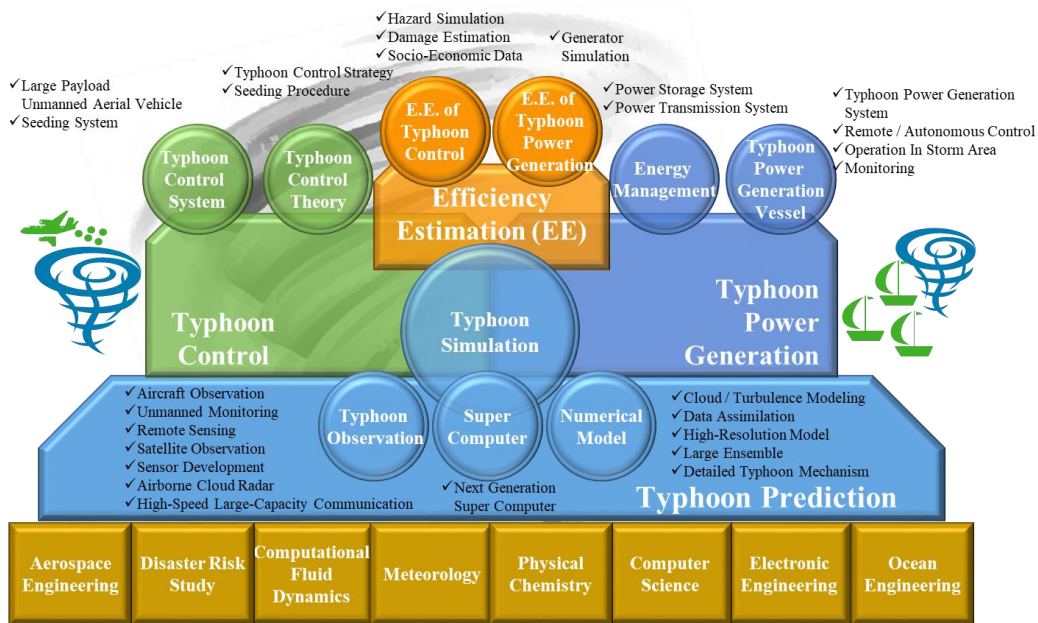 ✓Hazard Simulation
✓Damage Estimation
✓Socio-Economic Data
✓Generator
Simulation
✓Large Payload
Unmanned Aerial Vehicle
✓Seeding System
✓Typhoon Control Strategy
✓Seeding Procedure
✓Power Storage System
✓Power Transmission System
✓Typhoon Power Generation
System
✓Remote / Autonomous Control
✓Operation In Storm Area
✓Monitoring
Typhoon
Control
System
Typhoon
Control
Theory
E.E. of
Typhoon
Control
E.E. of
Typhoon
Power
Generation
Energy
Management
Typhoon
Power
Generation
Vessel
Efficiency
Estimation (EE)
Typhoon
Control
Typhoon
Simulation
Typhoon
Power
Generation
✓Aircraft Observation
✓Unmanned Monitoring
✓Remote Sensing
✓Satellite Observation
✓Sensor Development
✓Airborne Cloud Radar
✓High-Speed Large-Capacity Communication
Typhoon
Observation
Super
Computer
Numerical
Model
✓Next Generation
Super Computer
✓Cloud / Turbulence Modeling
✓Data Assimilation
✓High-Resolution Model
✓Large Ensemble
✓Detailed Typhoon Mechanism
Typhoon Prediction
Aerospace
Engineering
Disaster Risk
Study
Computational
Fluid
Dynamics
Meteorology
Physical
Chemistry
Computer
Science
Electronic
Engineering
Ocean
Engineering